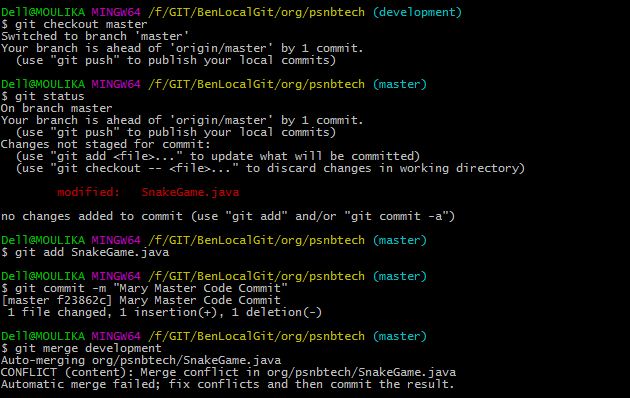 Dell@MOULIKA MINGW64 /f/GIT/BenLocalGit/org/psnbtech (development)
$ git checkout master
Switched to branch 'master'
Your branch is ahead of 'origin/master' by 1 commit.
  (use "git push" to publish your local commits)
Dell@MOULIKA MINGW64 /f/GIT/BenLocalGit/org/psnbtech (master)
$ git status
On branch master
Your branch is ahead of 'origin/master' by 1 commit.
  (use "git push" to publish your local commits)
Changes not staged for commit:
  (use "git add <file>..." to update what will be committed)
  (use "git checkout -- <file>..." to discard changes in working directory)
        modified:   SnakeGame.java
no changes added to commit (use "git add" and/or "git commit -a")
Dell@MOULIKA MINGW64 /f/GIT/BenLocalGit/org/psnbtech (master)
$ git add SnakeGame.java
Dell@MOULIKA MINGW64 /f/GIT/BenLocalGit/org/psnbtech (master)
$ git commit -m "Mary Master Code Commit"
[master f23862c] Mary Master Code Commit
 1 file changed, 1 insertion(+), 1 deletion(-)
Dell@MOULIKA MINGW64 /f/GIT/BenLocalGit/org/psnbtech (master)
$ git merge development
Auto-merging org/psnbtech/SnakeGame.java
CONFLICT (content): Merge conflict in org/psnbtech/SnakeGame.java
Automatic merge failed; fix conflicts and then commit the result.